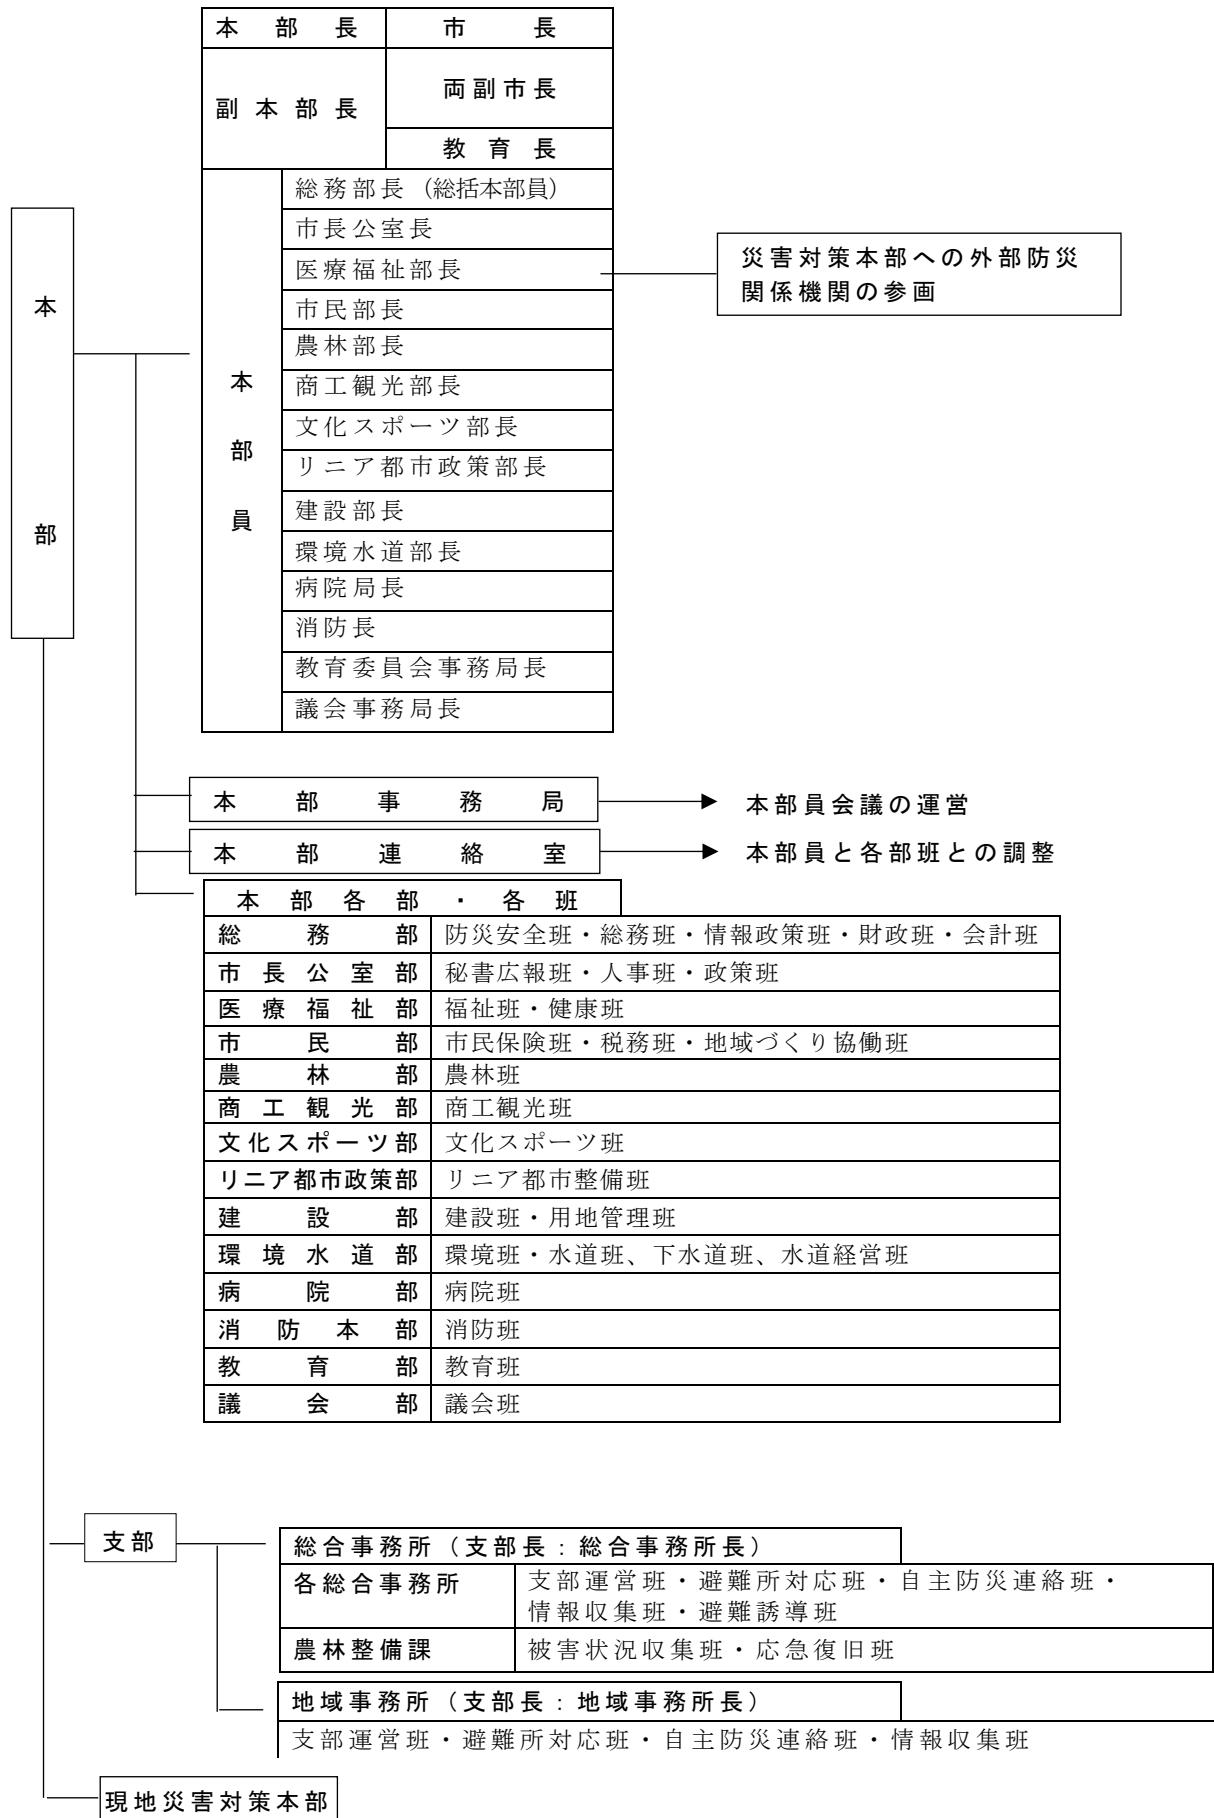 本部長 市長
副本部長 両副市長
教育長
本部
本部員
総務部長（総括本部員）
市長公室長
医療福祉部長
市民部長
農林部長
商工観光部長
文化スポーツ部長
リニア都市政策部長
建設部長
環境水道部長
病院局長
消防長
教育委員会事務局長
議会事務局長
災害対策本部への外部防災
関係機関の参画
本部事務局 本部員会議の運営
本部連絡室 本部員と各部班との調整
本部各部・各班
総務部 防災安全班・総務班・情報政策班・財政班・会計班
市長公室部 秘書広報班・人事班・政策班
医療福祉部 福祉班・健康班
市民部 市民保険班・税務班・地域づくり協働班
農林部 農林班
商工観光部 商工観光班
文化スポーツ部 文化スポーツ班
リニア都市政策部 リニア都市整備班
建設部 建設班・用地管理班
環境水道部 環境班・水道班、下水道班、水道経営班
病院部 病院班
消防本部 消防班
教育部 教育班
議会部 議会班
支部
総合事務所（支部長：総合事務所長）
各総合事務所 支部運営班・避難所対応班・自主防災連絡班・
情報収集班・避難誘導班
農林整備課 被害状況収集班・応急復旧班
地域事務所（支部長：地域事務所長）
支部運営班・避難所対応班・自主防災連絡班・情報収集班
現地災害対策本部